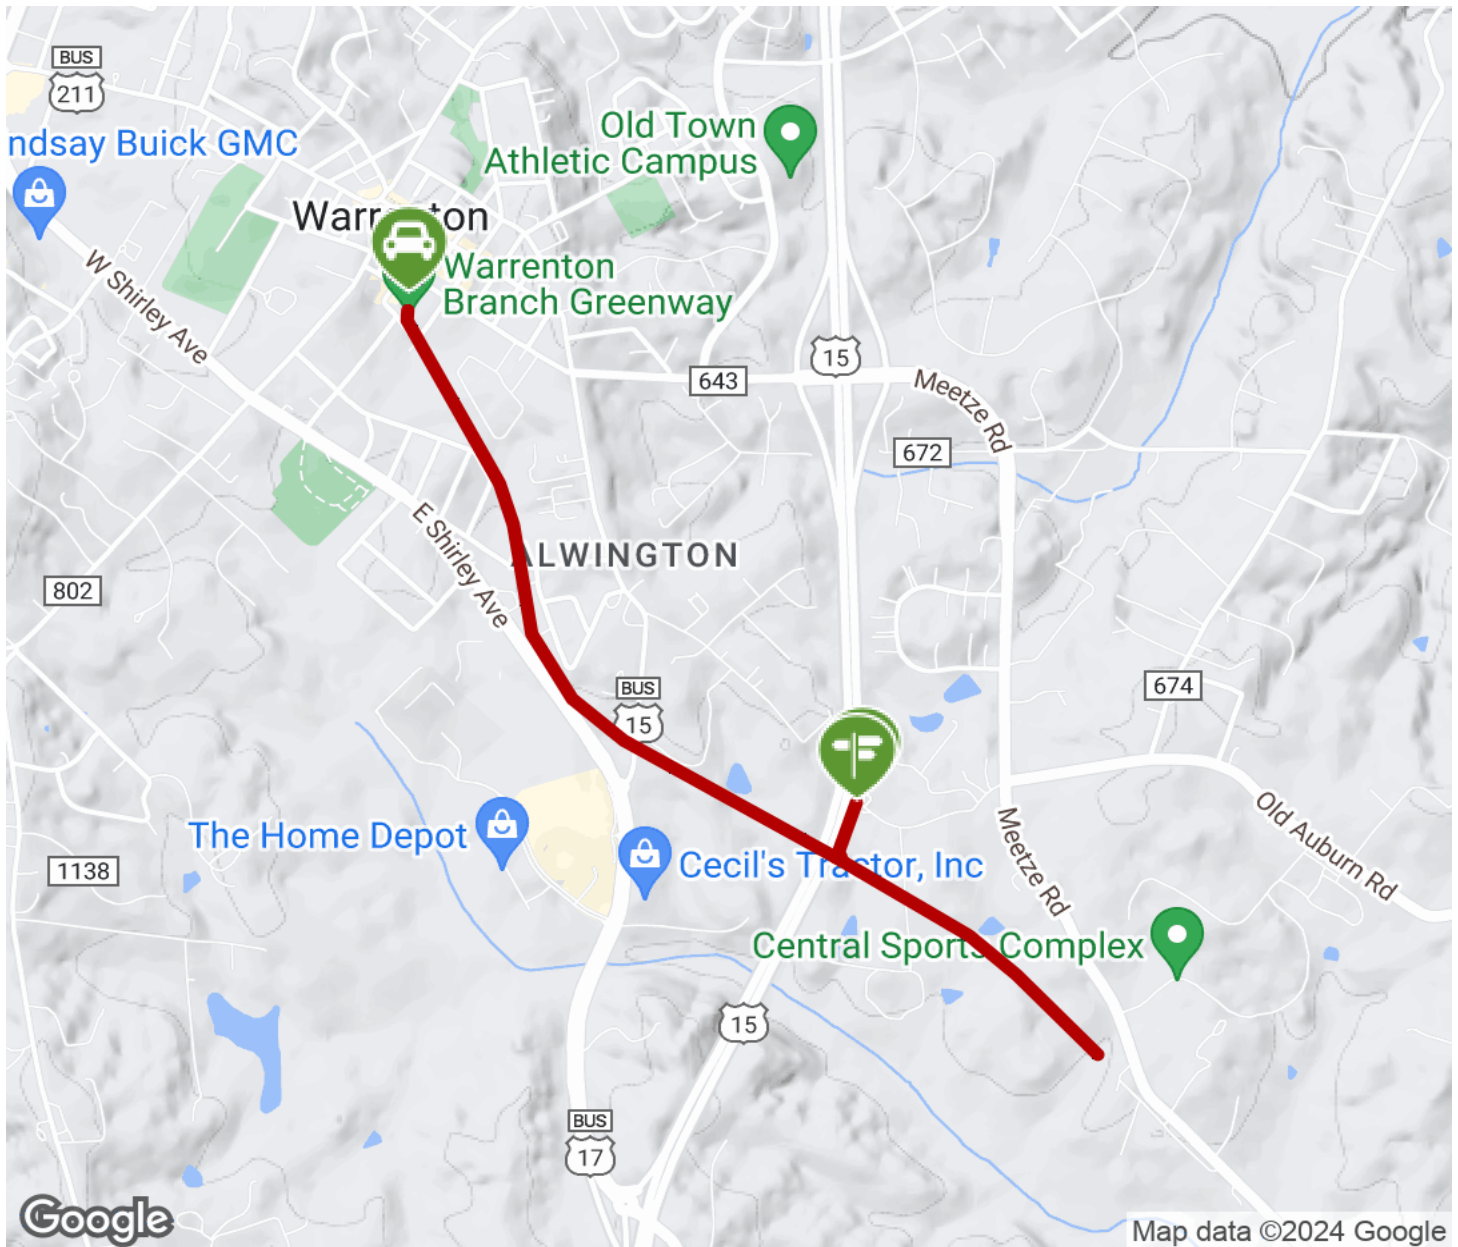 BUS
211
ndsay Buick GMC
Old Town
Athletic Campus
Warrenton
Warrenton
Branch Greenway
W Shirley Ave
15
643
Meetze Rd
672
E Shirley Ave
ALWINGTON
802
BUS
15
674
Old Auburn Rd
The Home Depot
Cecil's Tractor, Inc
Meetze Rd
1138
Central Sports Complex
15
BUS
17
Google
Map data ©2024 Google